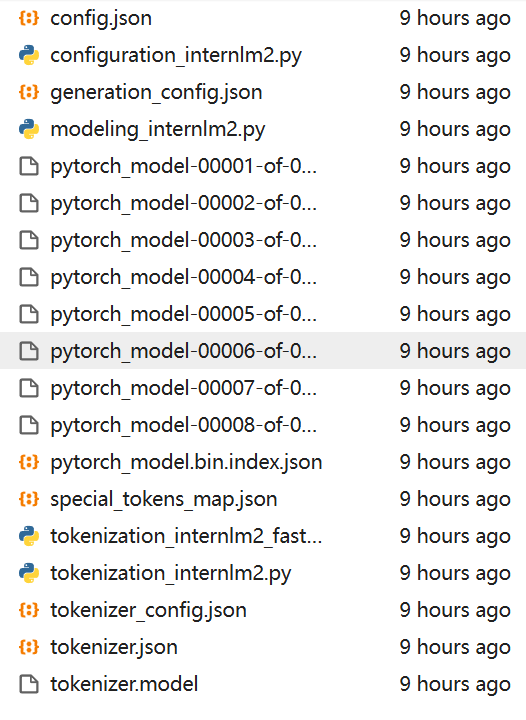 config.json 9 hours ago
configuration_internlm2.py 9 hours ago
generation_config.json 9 hours ago
modeling_internlm2.py 9 hours ago
pytorch_model-00001-of-0... 9 hours ago
pytorch_model-00002-of-0... 9 hours ago
pytorch_model-00003-of-0... 9 hours ago
pytorch_model-00004-of-0... 9 hours ago
pytorch_model-00005-of-0... 9 hours ago
pytorch_model-00006-of-0... 9 hours ago
pytorch_model-00007-of-0... 9 hours ago
pytorch_model-00008-of-0... 9 hours ago
pytorch_model.bin.index.json 9 hours ago
special_tokens_map.json 9 hours ago
tokenization_internlm2_fast... 9 hours ago
tokenization_internlm2.py 9 hours ago
tokenizer_config.json 9 hours ago
tokenizer.json 9 hours ago
tokenizer.model 9 hours ago